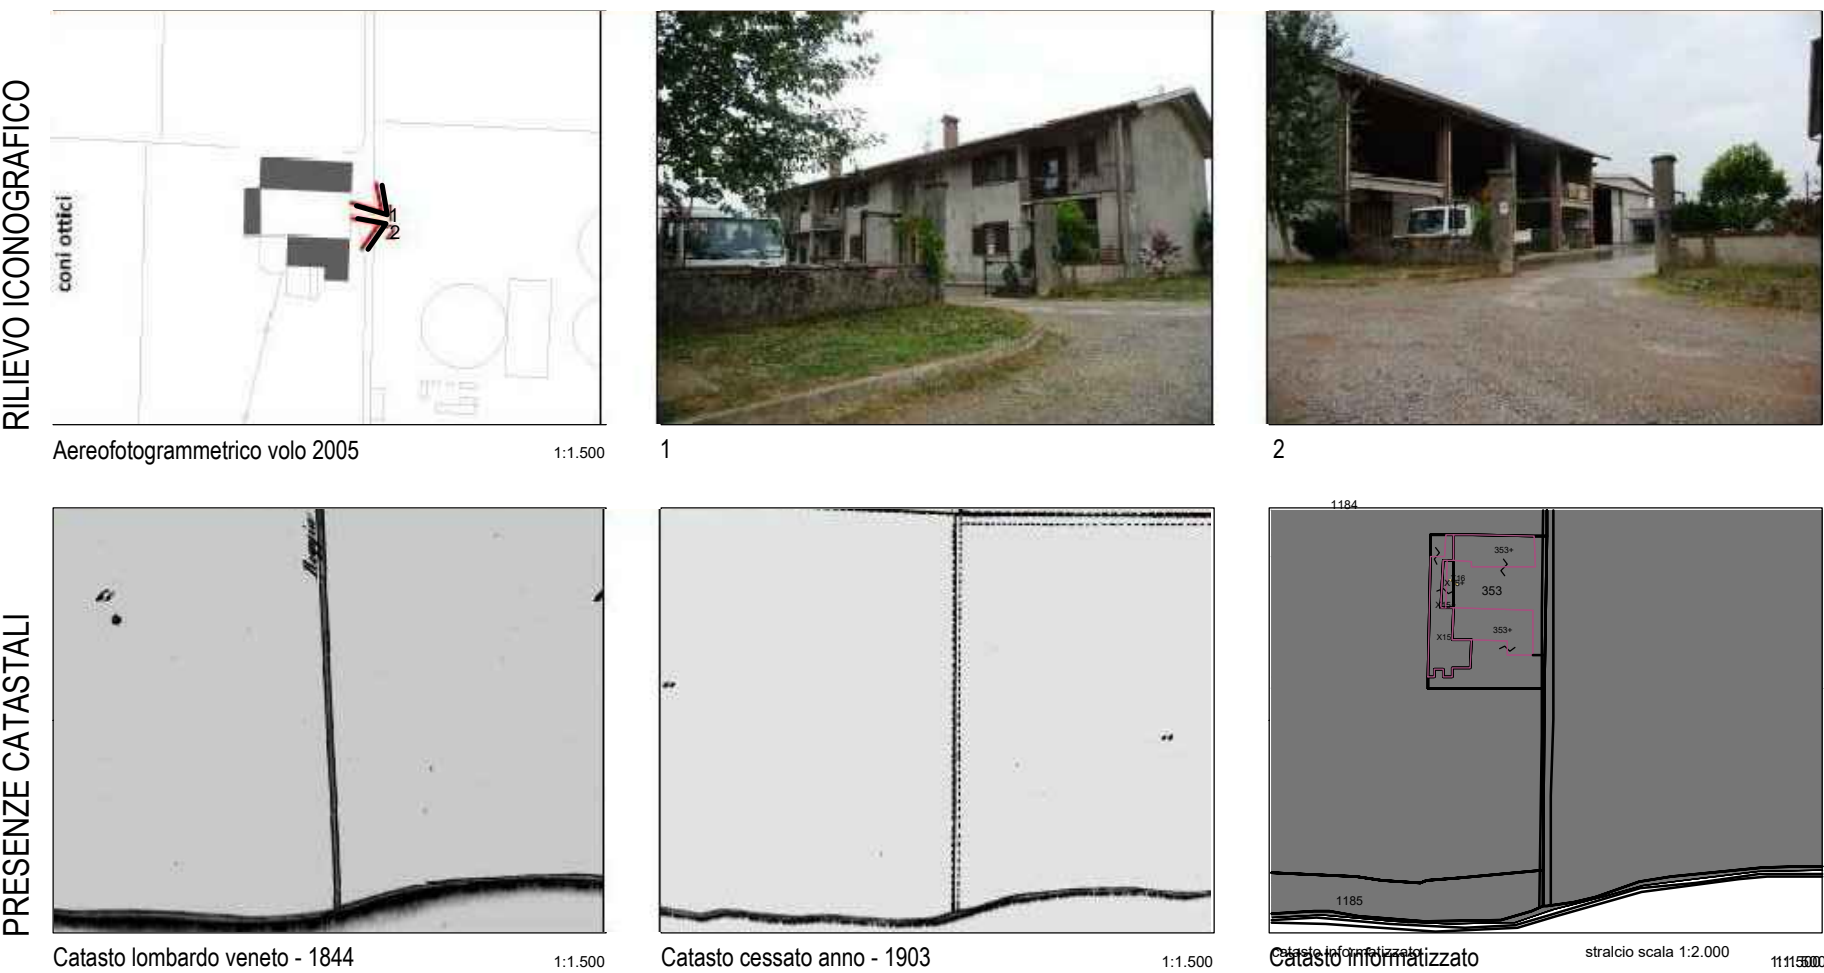 RILIEVO ICONOGRAFICO
coni ottici
1
2
Aereofotogrammetrico volo 2005
1:1.500
1
2
PRESENZE CATASTALI
1184
353+
353
X15
353+
X15
1185
Catasto lombardo veneto - 1844
1:1.500
Catasto cessato anno - 1903
1:1.500
Catasto informatizzato
stralcio scala 1:2.000